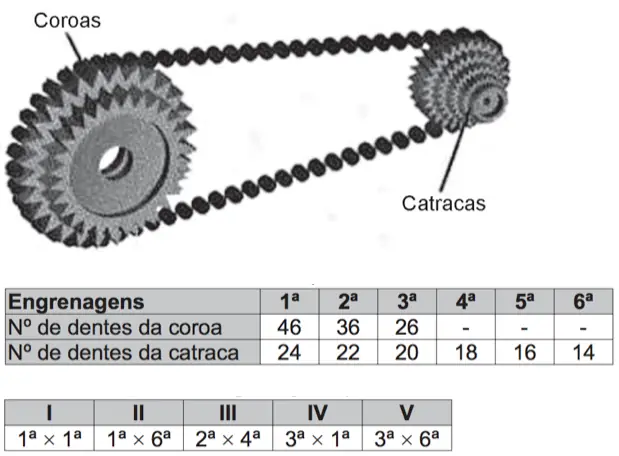 Coroas
Catracas
Engrenagens 1ª 2ª 3ª 4ª 5ª 6ª
Nº de dentes da coroa 46 36 26 - - -
Nº de dentes da catraca 24 22 20 18 16 14
I II III IV V
1ª × 1ª 1ª × 6ª 2ª × 4ª 3ª × 1ª 3ª × 6ª